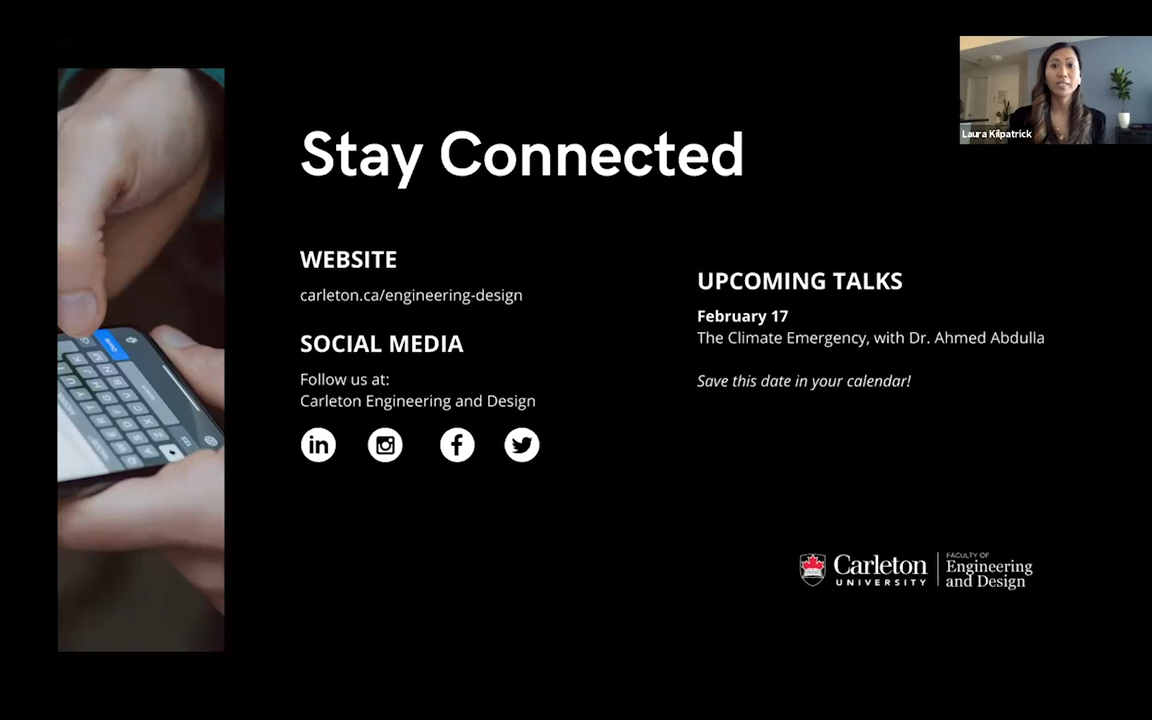 Stay Connected
Laura Kilpatrick
WEBSITE
carleton.ca/engineering-design
SOCIAL MEDIA
Follow us at:
Carleton Engineering and Design
in
UPCOMING TALKS
February 17
The Climate Emergency, with Dr. Ahmed Abdulla
Save this date in your calendar!
Carleton
UNIVERSITY
FACULTY OF
Engineering
and Design